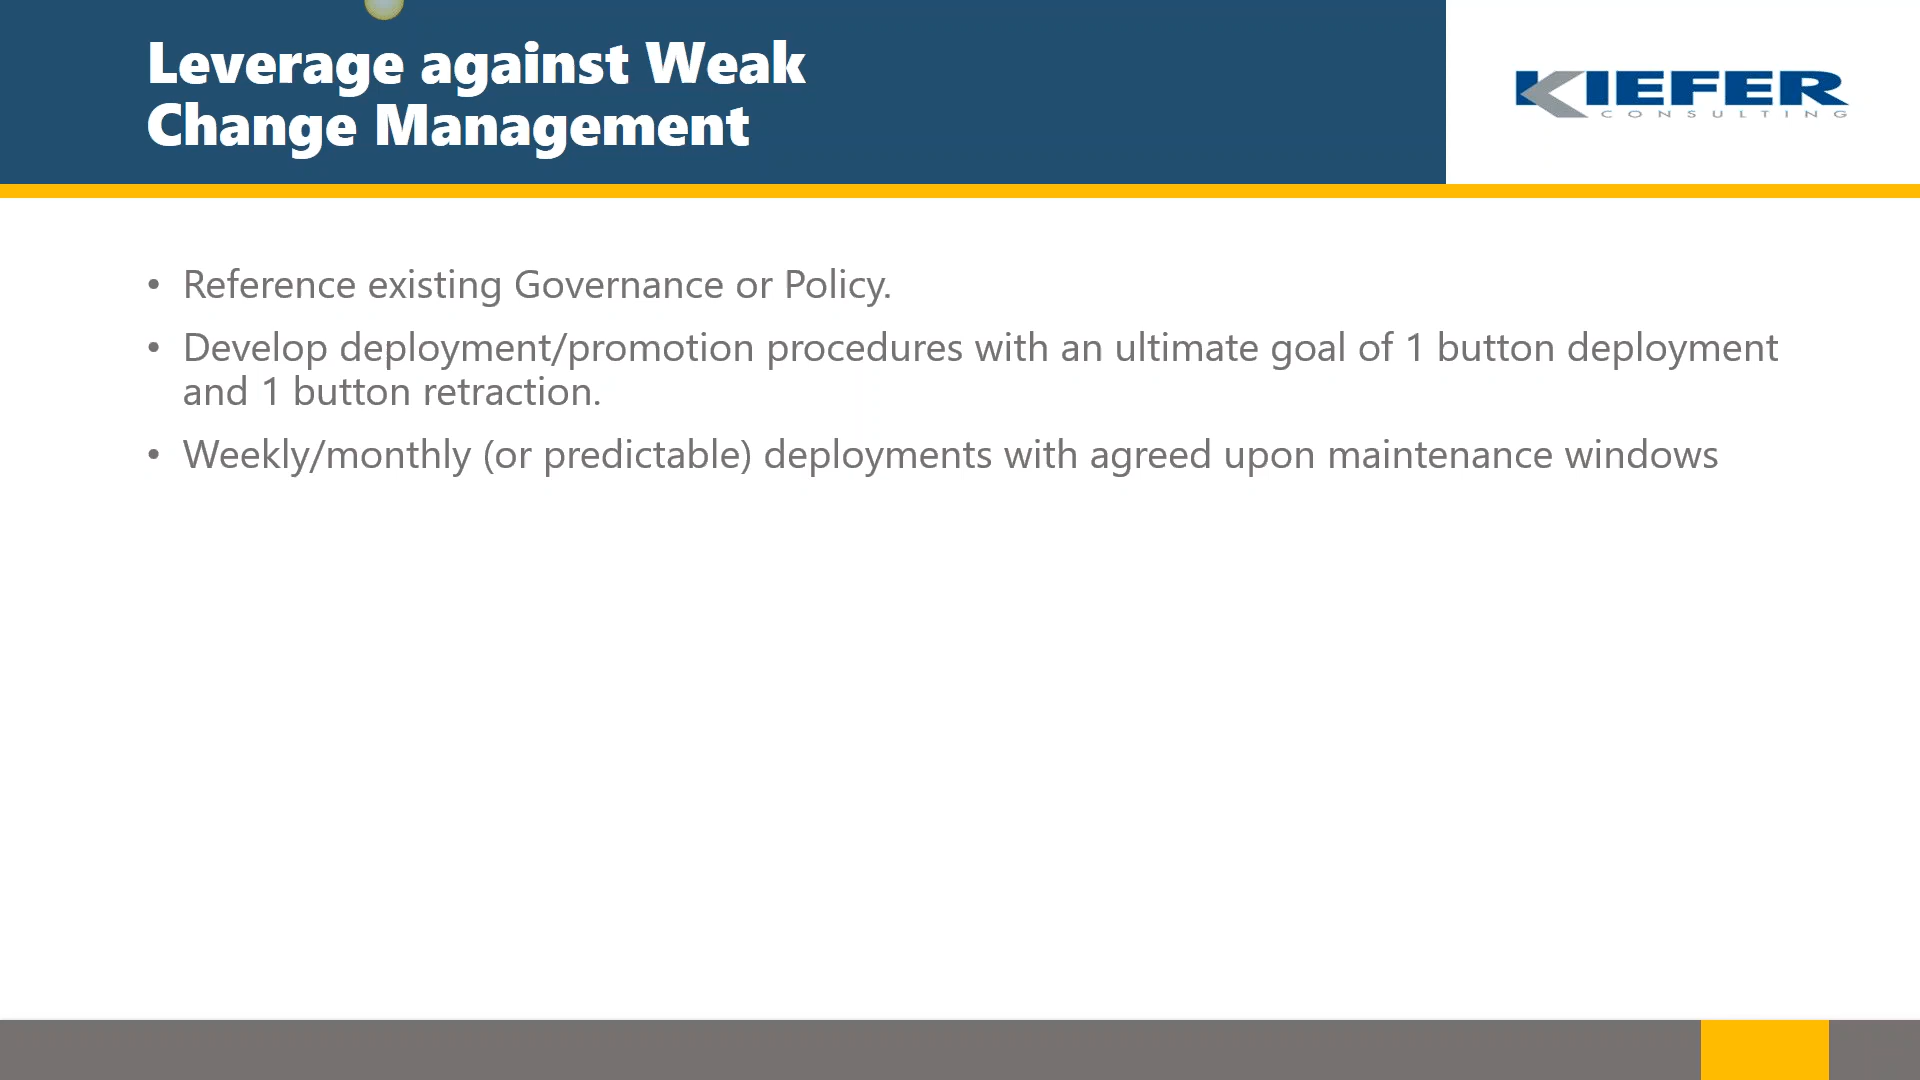 Leverage against Weak
Change Management
KIEFER
CONSULTING
• Reference existing Governance or Policy.
• Develop deployment/promotion procedures with an ultimate goal of 1 button deployment
and 1 button retraction.
• Weekly/monthly (or predictable) deployments with agreed upon maintenance windows